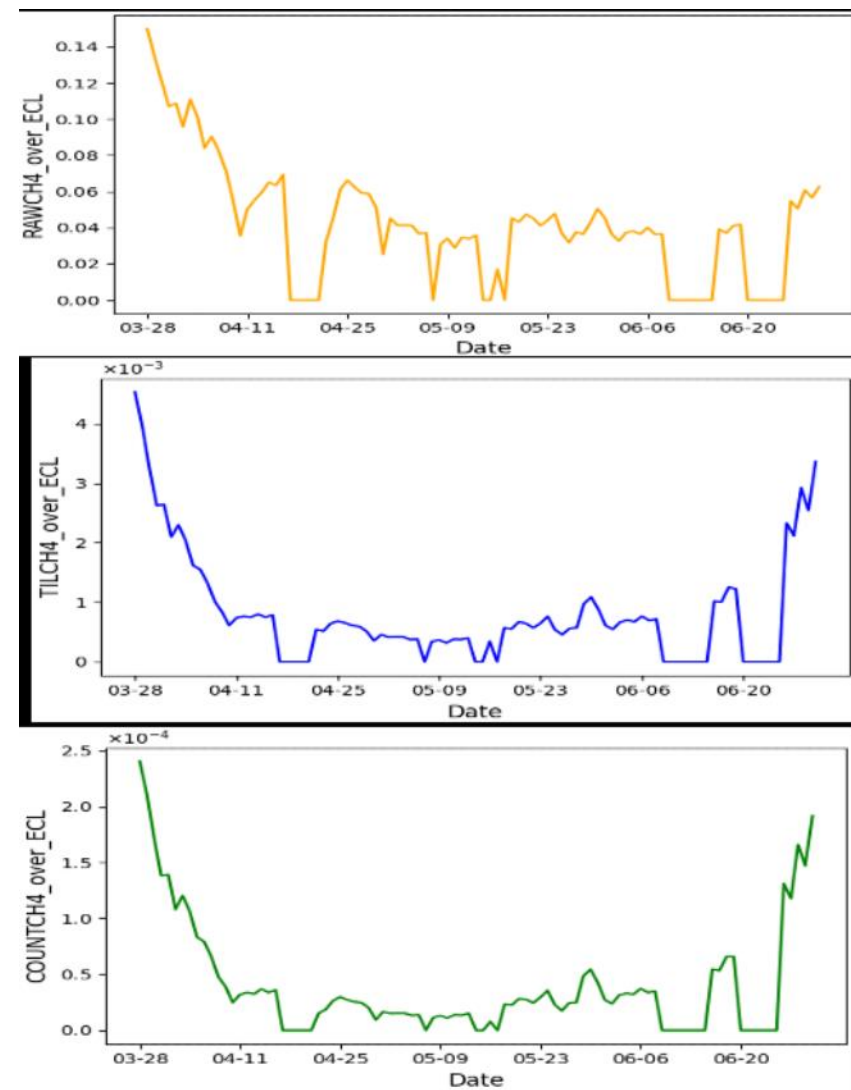 0.14
0.12
0.10
0.08
0.06
0.04
0.02
0.00
RAWCH4_over_ECL
03-28 04-11 04-25 05-09 05-23 06-06 06-20
Date
×10⁻³
4
3
2
1
0
TILCH4_over_ECL
03-28 04-11 04-25 05-09 05-23 06-06 06-20
Date
×10⁻⁴
2.5
2.0
1.5
1.0
0.5
0.0
COUNTCH4_over_ECL
03-28 04-11 04-25 05-09 05-23 06-06 06-20
Date